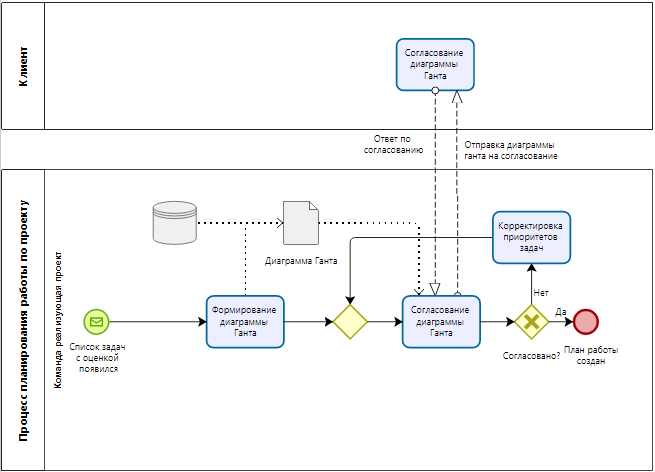 Клиент
Согласование
диаграммы
Ганта
Ответ по
согласованию
Отправка диаграммы
ганта на согласование
Процесс планирования работы по проекту
Команда реализующая проект
Диаграмма Ганта
Корректировка
приоритетов
задач
Список задач
с оценкой
появился
Формирование
диаграммы
Ганта
Согласование
диаграммы
Ганта
Нет
Да
Согласовано?
План работы
создан